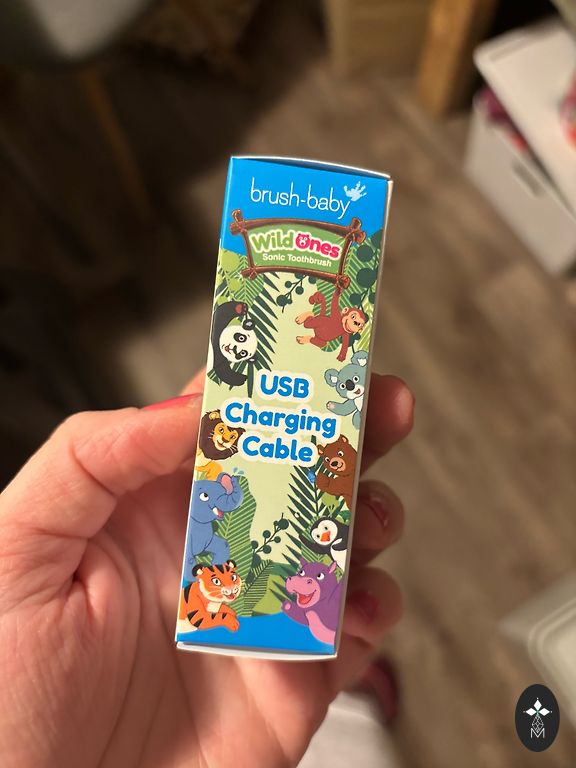 brush-baby
WildOnes
Sonic Toothbrush
USB
Charging
Cable
M